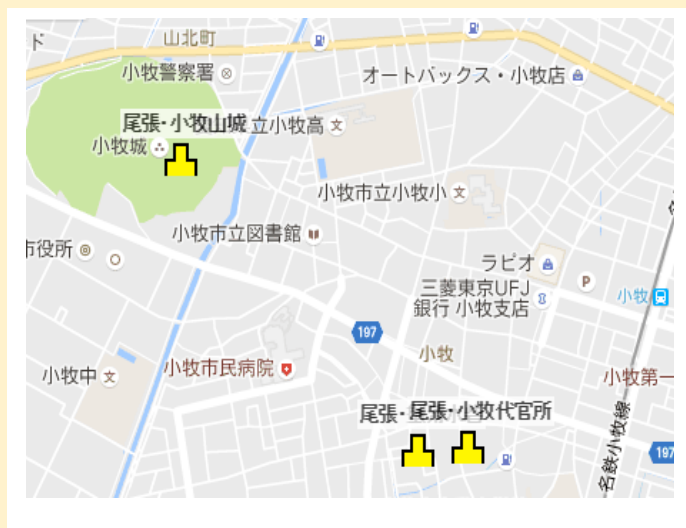 ド
山北町
小牧警察署
オートバックス・小牧店
尾張・小牧山城
立小牧高
小牧城
小牧市立小牧小
小牧市立図書館
市役所
ラピオ
三菱東京UFJ
銀行 小牧支店
P
小牧
197
小牧
小牧市民病院
小牧中
小牧第一
尾張・
尾張・小牧代官所
197
名鉄小牧線